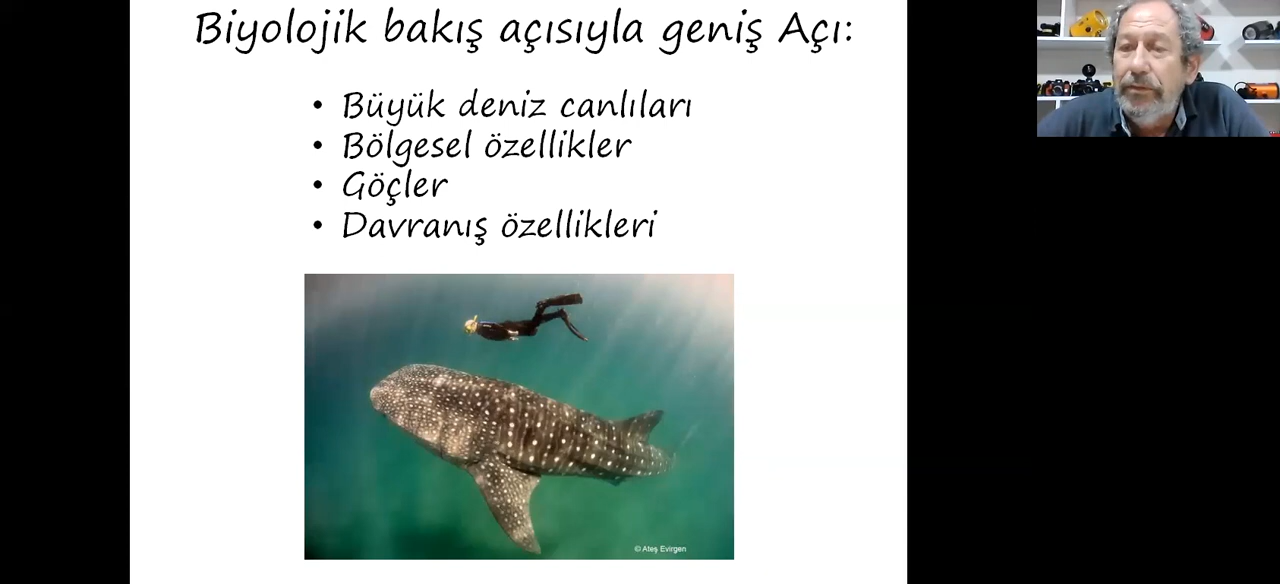 Biyolojik bakış açısıyla geniş Açı:
• Büyük deniz canlıları
• Bölgesel özellikler
• Göçler
• Davranış özellikleri
© Ateş Evirgen